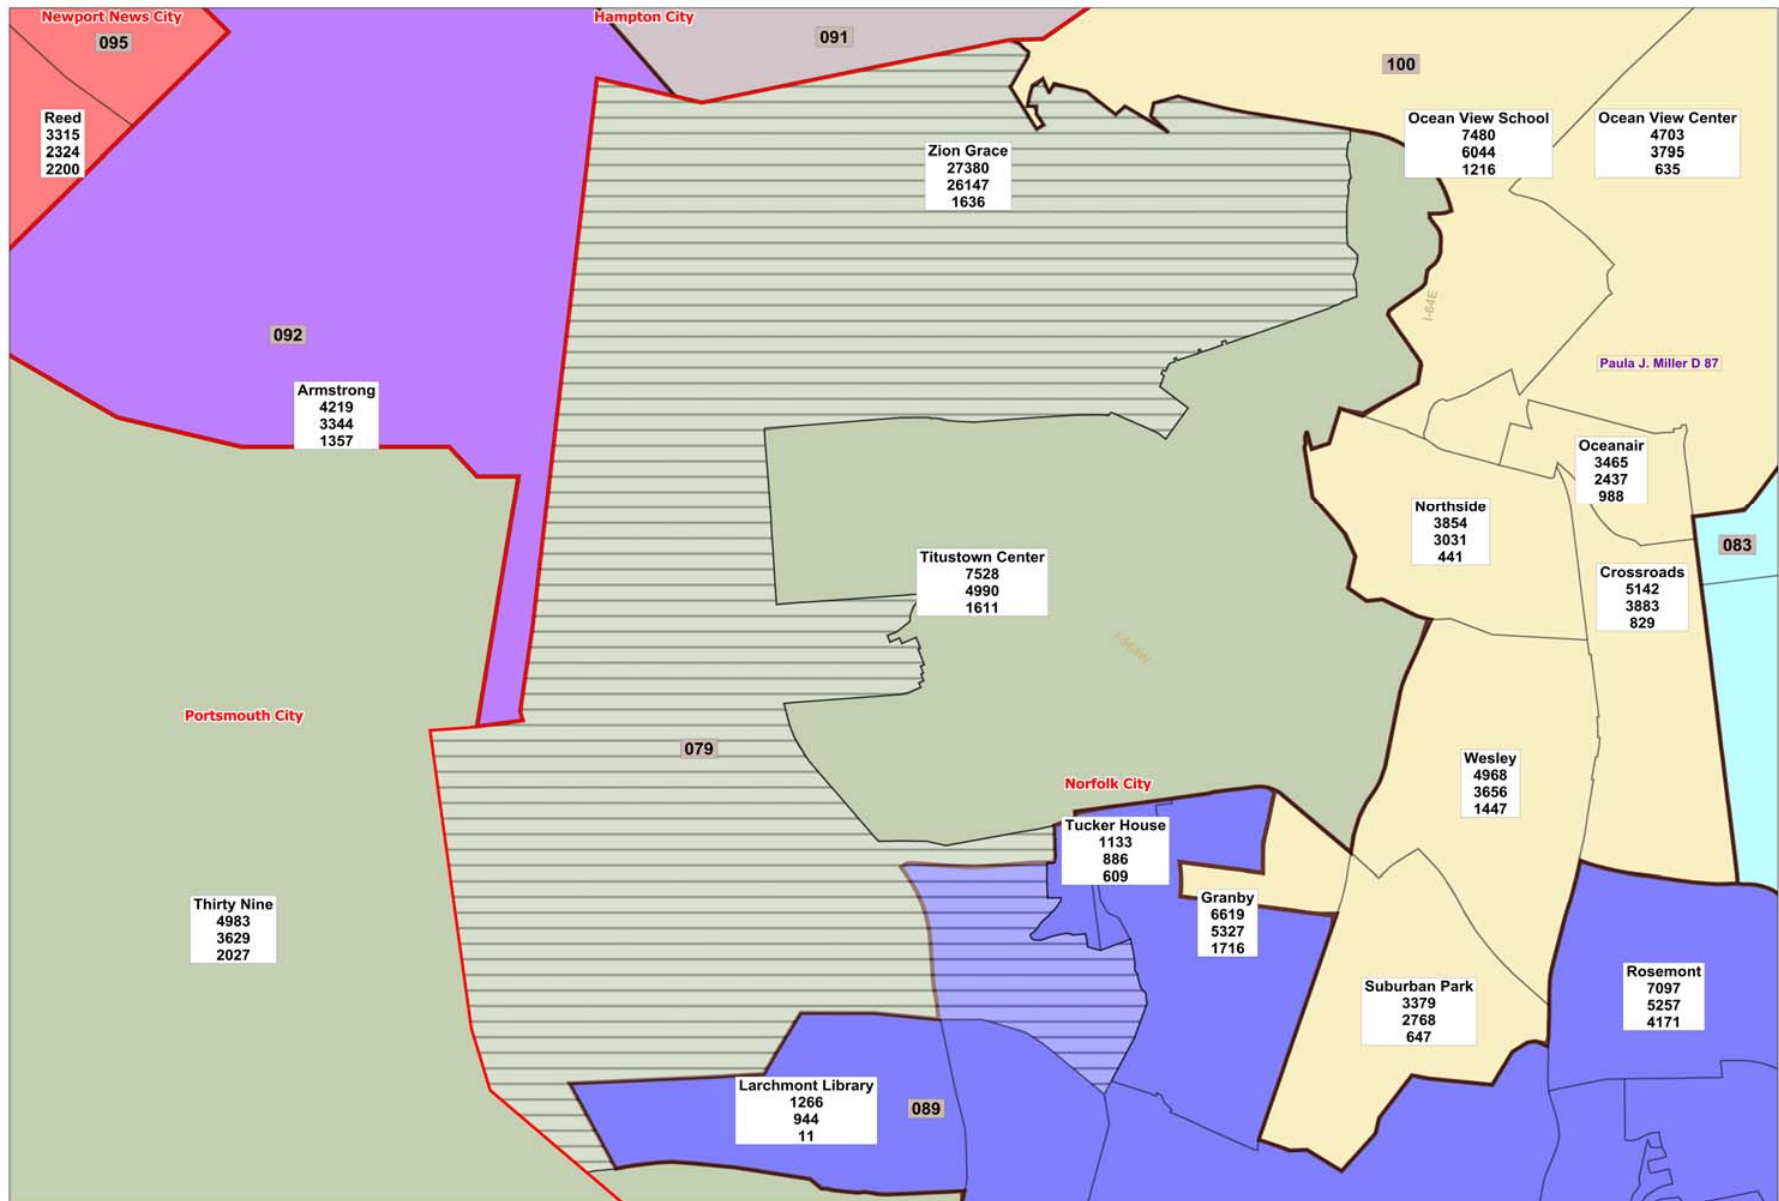 Newport News City
Hampton City
095
091
100
Reed
3315
2324
2200
Ocean View School
7480
6044
1216
Ocean View Center
4703
3795
635
Zion Grace
27380
26147
1636
I-64E
092
Paula J. Miller D 87
Armstrong
4219
3344
1357
Oceanair
3465
2437
988
Northside
3854
3031
441
083
Titustown Center
7528
4990
1611
Crossroads
5142
3883
829
I-564W
Portsmouth City
079
Wesley
4968
3656
1447
Norfolk City
Tucker House
1133
886
609
Thirty Nine
4983
3629
2027
Granby
6619
5327
1716
Rosemont
7097
5257
4171
Suburban Park
3379
2768
647
Larchmont Library
1266
944
11
089